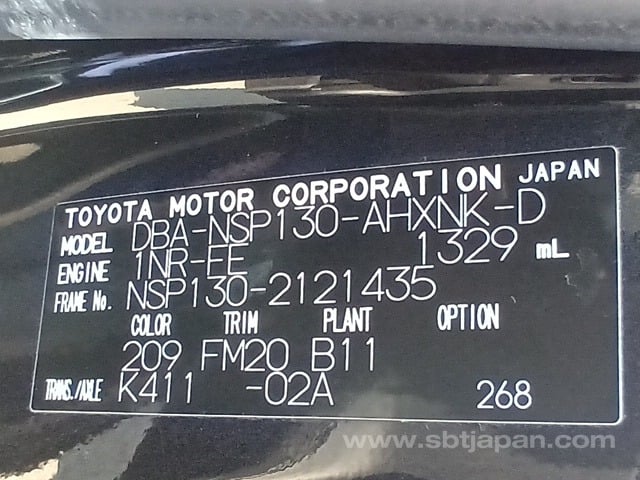 TOYOTA MOTOR CORPORATION JAPAN
MODEL DBA-NSP130-AHXNK-D
ENGINE 1NR-EE 1329 mL
FRAME No. NSP130-2121435
COLOR TRIM PLANT OPTION
209 FM20 B11
TRANS./AXLE K411 -02A 268
www.sbtjapan.com